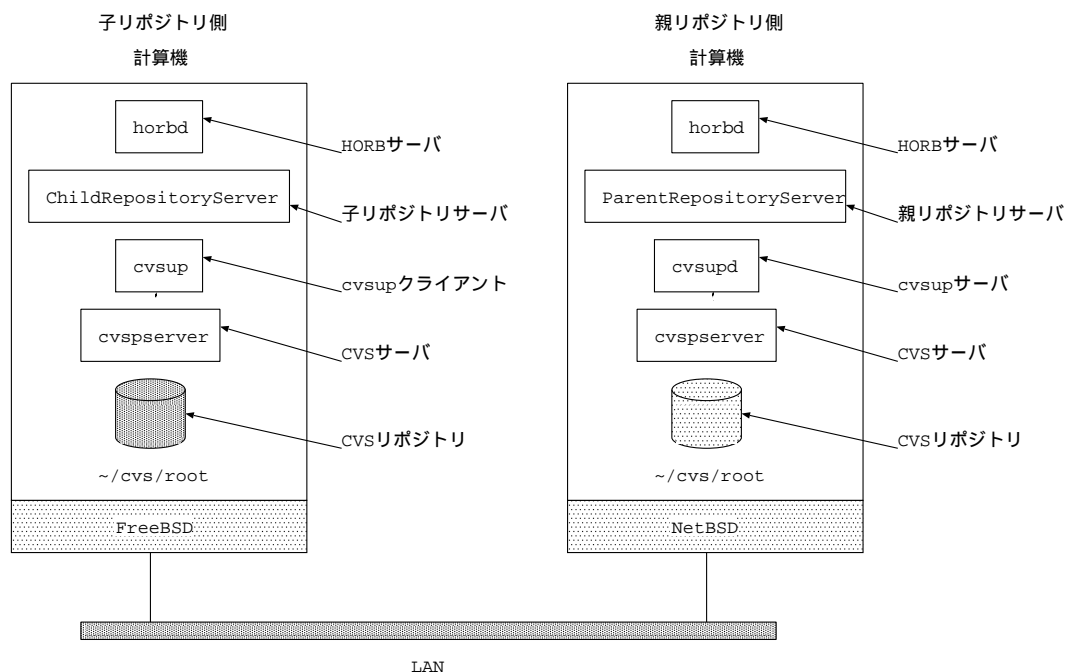 子リポジトリ側
計算機
horbd
HORBサーバ
ChildRepositoryServer
子リポジトリサーバ
cvsup
cvsupクライアント
cvspserver
CVSサーバ
CVSリポジトリ
~/cvs/root
FreeBSD
親リポジトリ側
計算機
horbd
HORBサーバ
ParentRepositoryServer
親リポジトリサーバ
cvsupd
cvsupサーバ
cvspserver
CVSサーバ
CVSリポジトリ
~/cvs/root
NetBSD
LAN